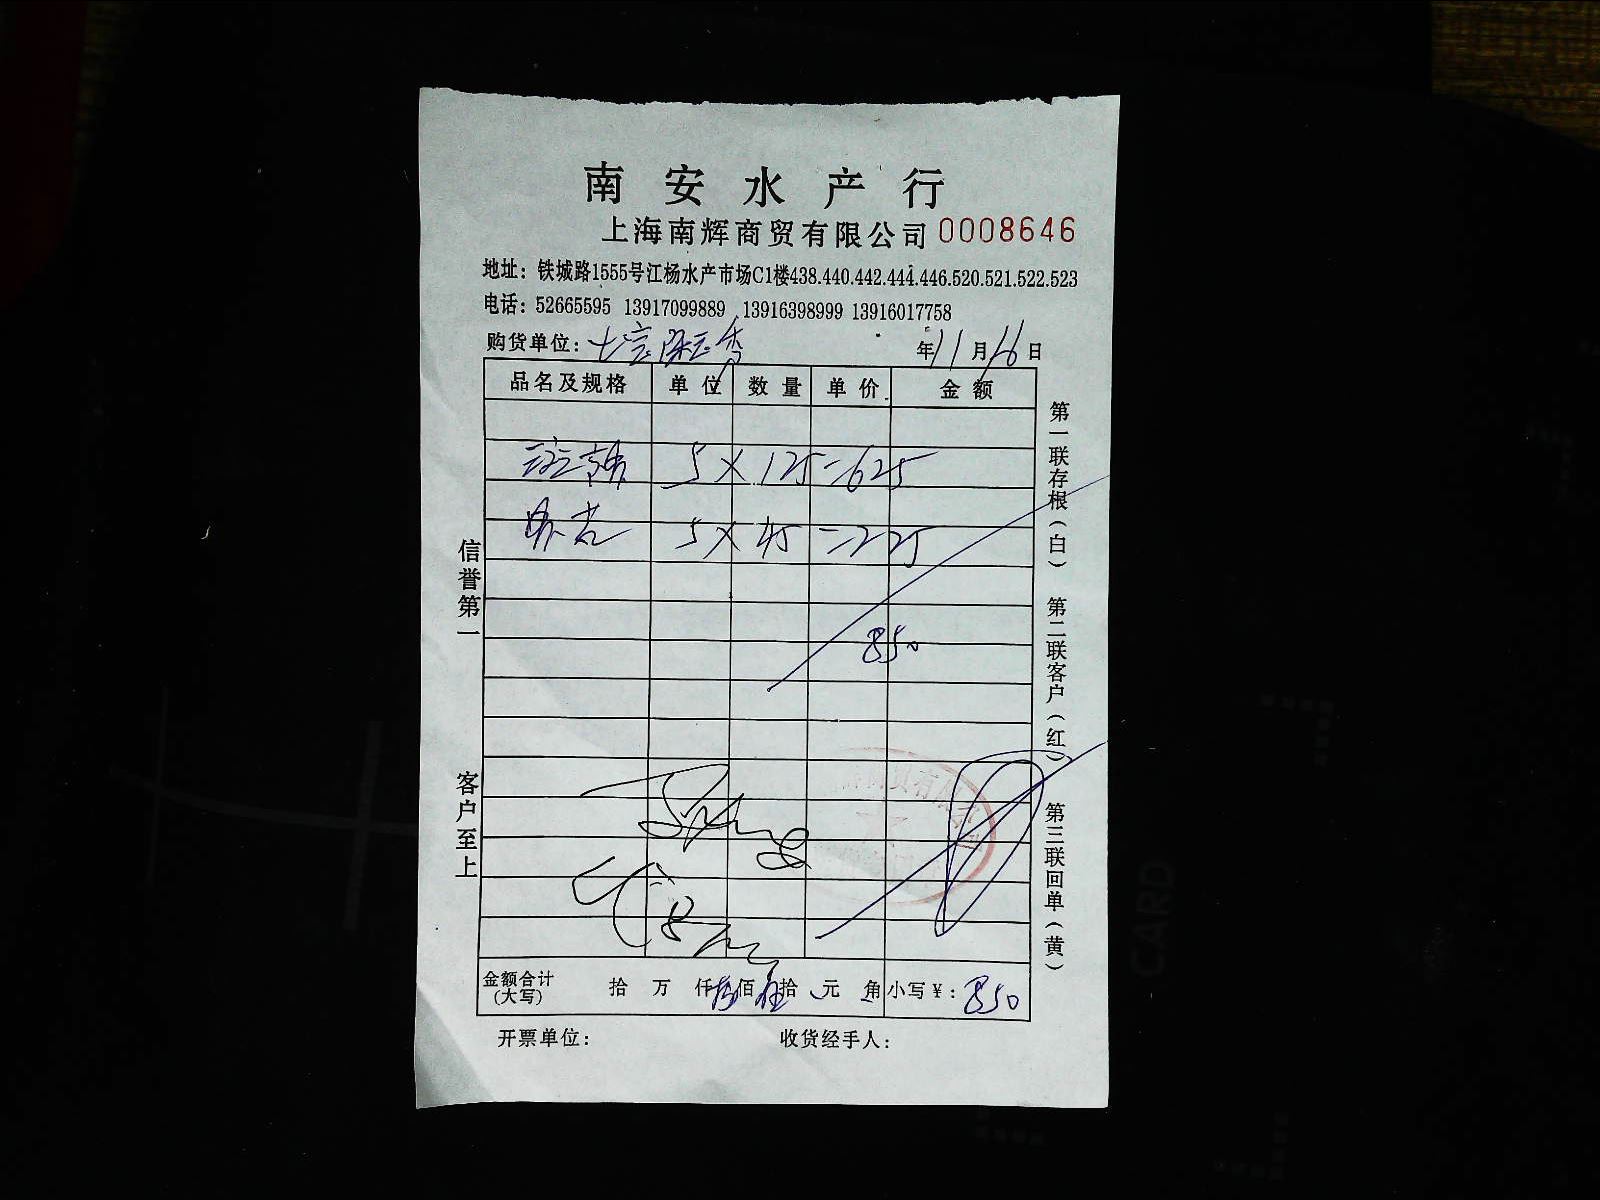 南安水产行
上海南辉商贸有限公司 0008646
地址：铁城路1555号江杨水产市场C1楼438.440.442.444.446.520.521.522.523
电话：52665595 13917099889 13916398999 13916017758
购货单位： 年 11 月 16 日
品名及规格 单位 数量 单价 金额
5 × 125 = 625
5 × 45 = 225
850
金额合计（大写） 拾 万 仟 捌 佰 伍 拾 元 角 小写￥：850
开票单位： 收货经手人：
信誉第一
客户至上
第一联存根（白） 第二联客户（红） 第三联回单（黄）
CARD